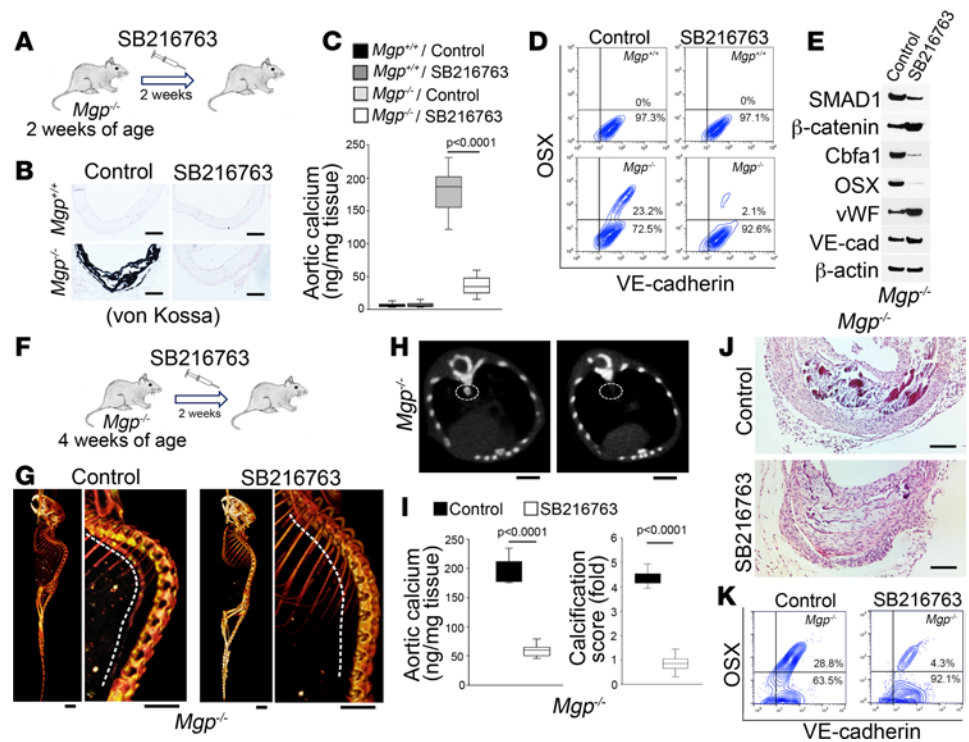 A
SB216763
2 weeks
Mgp-/-
2 weeks of age
B
Control SB216763
Mgp+/+
Mgp-/-
(von Kossa)
C
Mgp+/+ / Control
Mgp+/+ / SB216763
Mgp-/- / Control
Mgp-/- / SB216763
p<0.0001
Aortic calcium
(ng/mg tissue)
250
200
150
100
50
0
D
Control SB216763
Mgp+/+ Mgp+/+
0% 0%
97.3% 97.1%
Mgp-/- Mgp-/-
23.2% 2.1%
72.5% 92.6%
OSX
VE-cadherin
E
Control
SB216763
SMAD1
β-catenin
Cbfa1
OSX
vWF
VE-cad
β-actin
Mgp-/-
F
SB216763
2 weeks
Mgp-/-
4 weeks of age
G
Control SB216763
Mgp-/-
H
Mgp-/-
I
Control SB216763
p<0.0001
Aortic calcium
(ng/mg tissue)
250
200
150
100
50
0
p<0.0001
Calcification
score (fold)
6
5
4
3
2
1
0
Mgp-/-
J
Mgp-/-
Control
SB216763
K
Control SB216763
Mgp-/- Mgp-/-
28.8% 4.3%
63.5% 92.1%
OSX
VE-cadherin